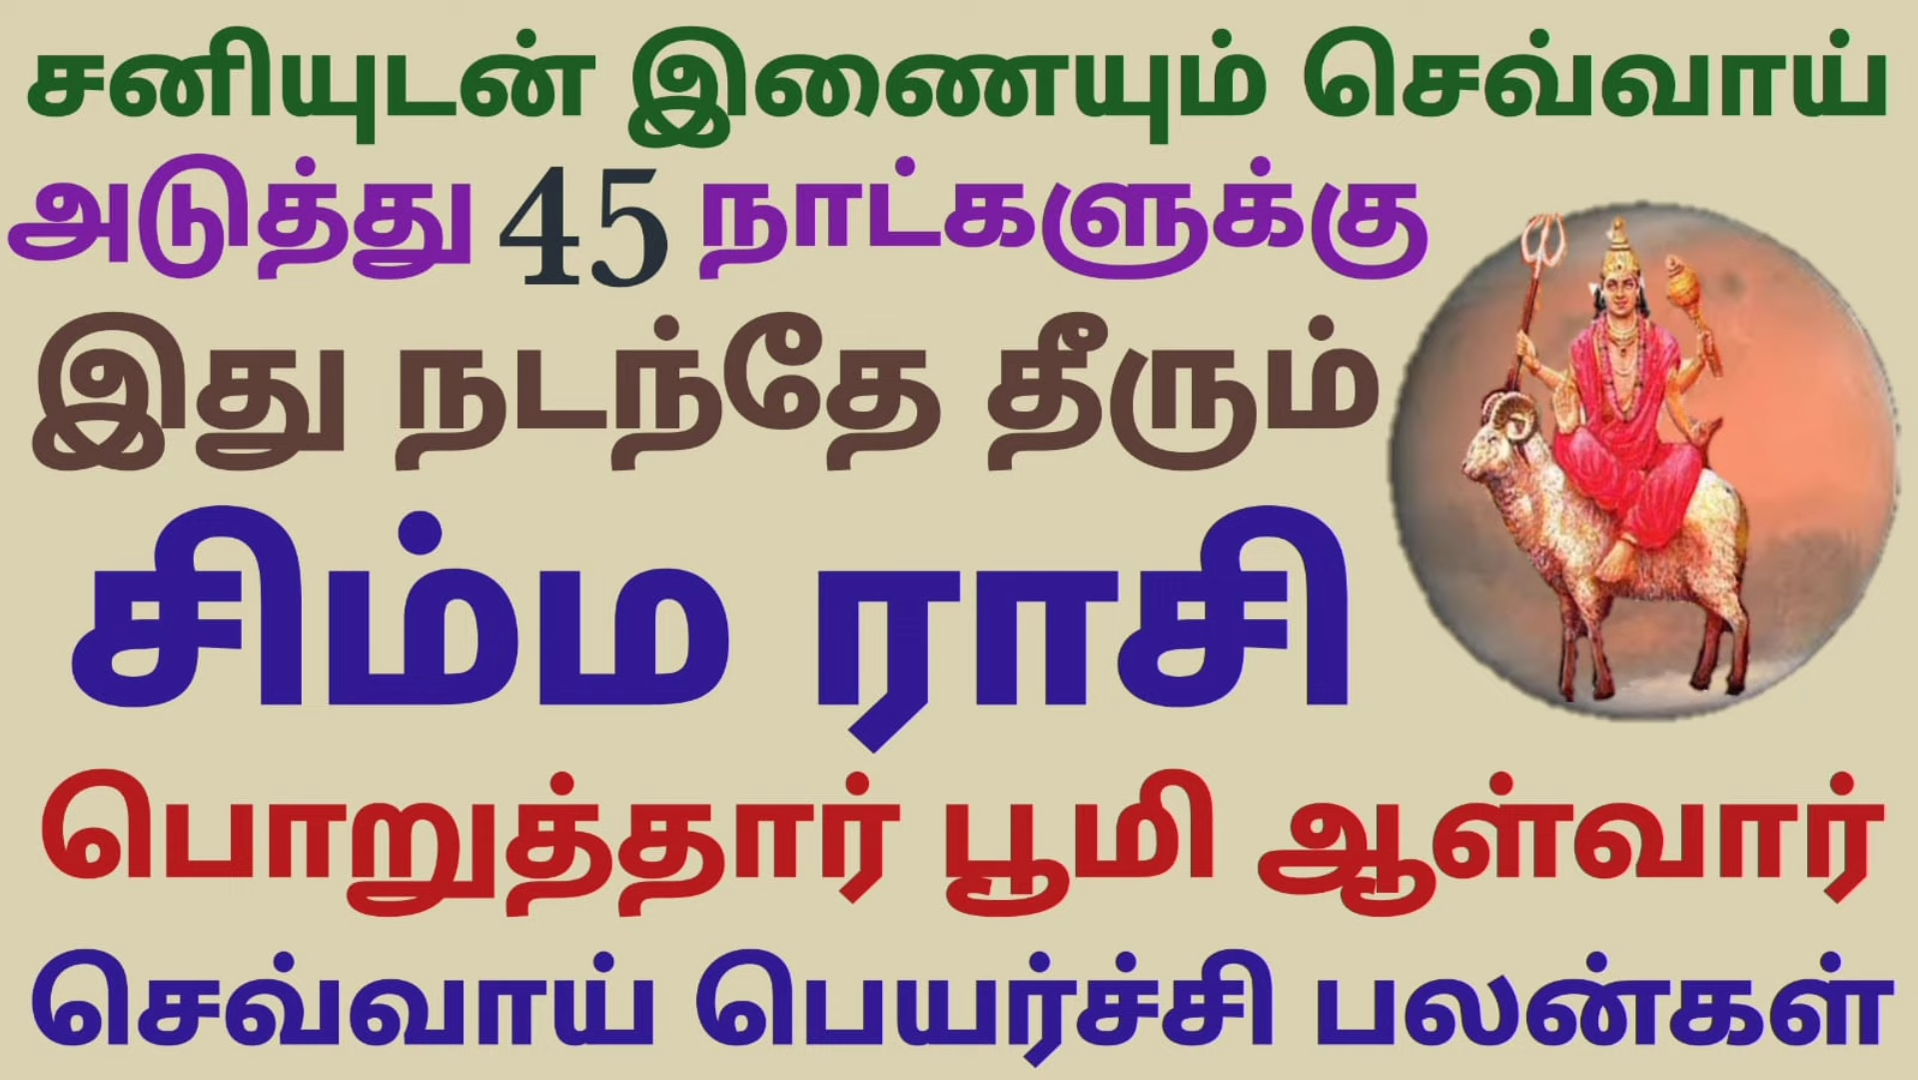 சனியுடன் இணையும் செவ்வாய்
அடுத்து 45 நாட்களுக்கு
இது நடந்தே தீரும்
சிம்ம ராசி
பொறுத்தார் பூமி ஆள்வார்
செவ்வாய் பெயர்ச்சி பலன்கள்